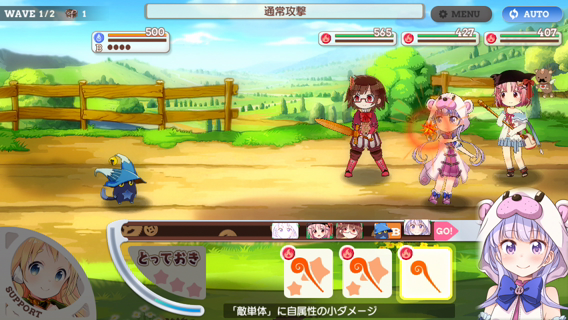 WAVE 1/2 1
通常攻撃
MENU
AUTO
500
B
565
427
407
B
GO!
とっておき
SUPPORT
「敵単体」に自属性の小ダメージ